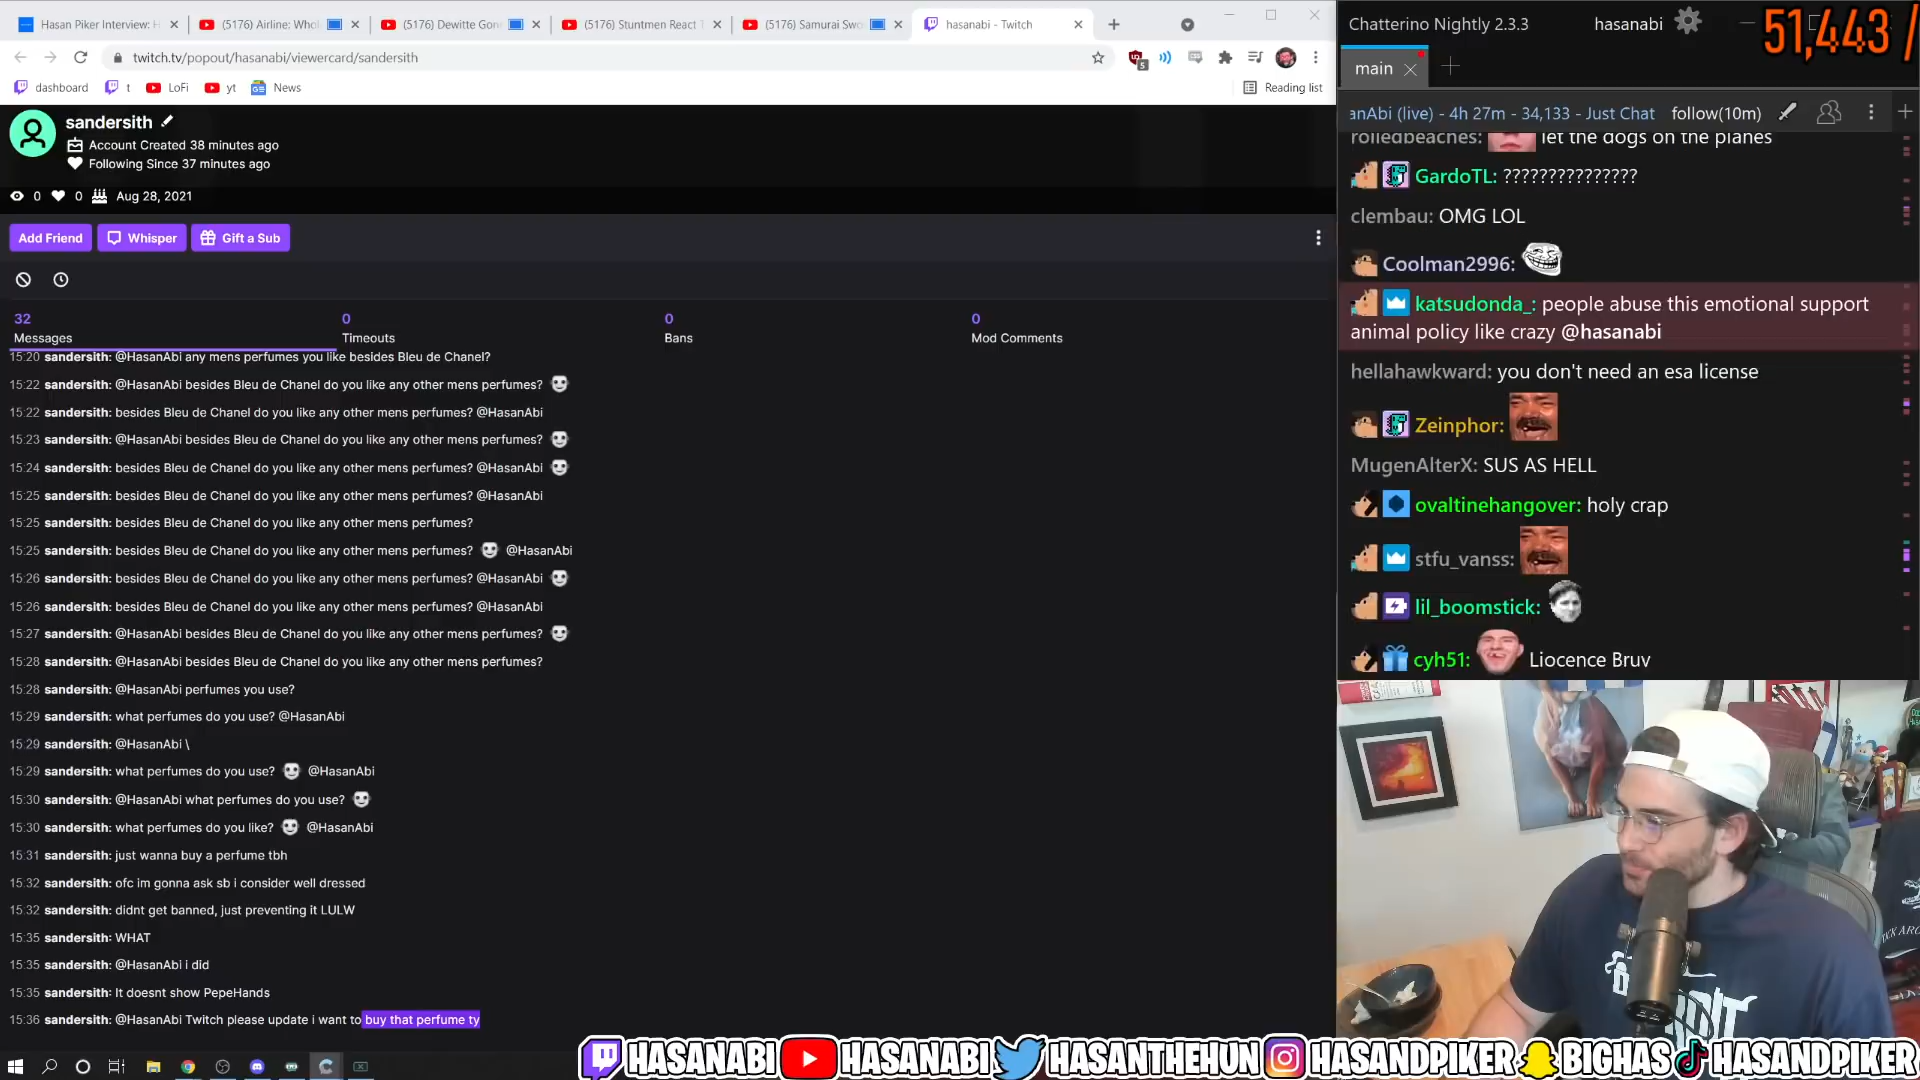 Hasan Piker Interview: H
(5176) Airline: Whol
(5176) Dewitte Gone
(5176) Stuntmen React T
(5176) Samurai Swo
hasanabi - Twitch
twitch.tv/popout/hasanabi/viewercard/sandersith
dashboard
t
LoFi
yt
News
Reading list
sandersith
Account Created 38 minutes ago
Following Since 37 minutes ago
0 0 Aug 28, 2021
Add Friend Whisper Gift a Sub
32 0 0 0
Messages Timeouts Bans Mod Comments
15:20 sandersith: @HasanAbi any mens perfumes you like besides Bleu de Chanel?
15:22 sandersith: @HasanAbi besides Bleu de Chanel do you like any other mens perfumes?
15:22 sandersith: besides Bleu de Chanel do you like any other mens perfumes? @HasanAbi
15:23 sandersith: @HasanAbi besides Bleu de Chanel do you like any other mens perfumes?
15:24 sandersith: besides Bleu de Chanel do you like any other mens perfumes? @HasanAbi
15:25 sandersith: besides Bleu de Chanel do you like any other mens perfumes? @HasanAbi
15:25 sandersith: besides Bleu de Chanel do you like any other mens perfumes?
15:25 sandersith: besides Bleu de Chanel do you like any other mens perfumes? @HasanAbi
15:26 sandersith: besides Bleu de Chanel do you like any other mens perfumes? @HasanAbi
15:26 sandersith: besides Bleu de Chanel do you like any other mens perfumes? @HasanAbi
15:27 sandersith: @HasanAbi besides Bleu de Chanel do you like any other mens perfumes?
15:28 sandersith: @HasanAbi besides Bleu de Chanel do you like any other mens perfumes?
15:28 sandersith: @HasanAbi perfumes you use?
15:29 sandersith: what perfumes do you use? @HasanAbi
15:29 sandersith: @HasanAbi \
15:29 sandersith: what perfumes do you use? @HasanAbi
15:30 sandersith: @HasanAbi what perfumes do you use?
15:30 sandersith: what perfumes do you like? @HasanAbi
15:31 sandersith: just wanna buy a perfume tbh
15:32 sandersith: ofc im gonna ask sb i consider well dressed
15:32 sandersith: didnt get banned, just preventing it LULW
15:35 sandersith: WHAT
15:35 sandersith: @HasanAbi i did
15:35 sandersith: It doesnt show PepeHands
15:36 sandersith: @HasanAbi Twitch please update i want to buy that perfume ty
Chatterino Nightly 2.3.3 hasanabi
51,443 /
main
anAbi (live) - 4h 27m - 34,133 - Just Chat follow(10m)
rolledbeaches: let the dogs on the planes
GardoTL: ???????????????
clembau: OMG LOL
Coolman2996:
katsudonda_: people abuse this emotional support
animal policy like crazy @hasanabi
hellahawkward: you don't need an esa license
Zeinphor:
MugenAlterX: SUS AS HELL
ovaltinehangover: holy crap
stfu_vanss:
lil_boomstick:
cyh51: Liocence Bruv
HASANABI HASANABI HASANTHEHUN HASANDPIKER BIGHAS HASANDPIKER